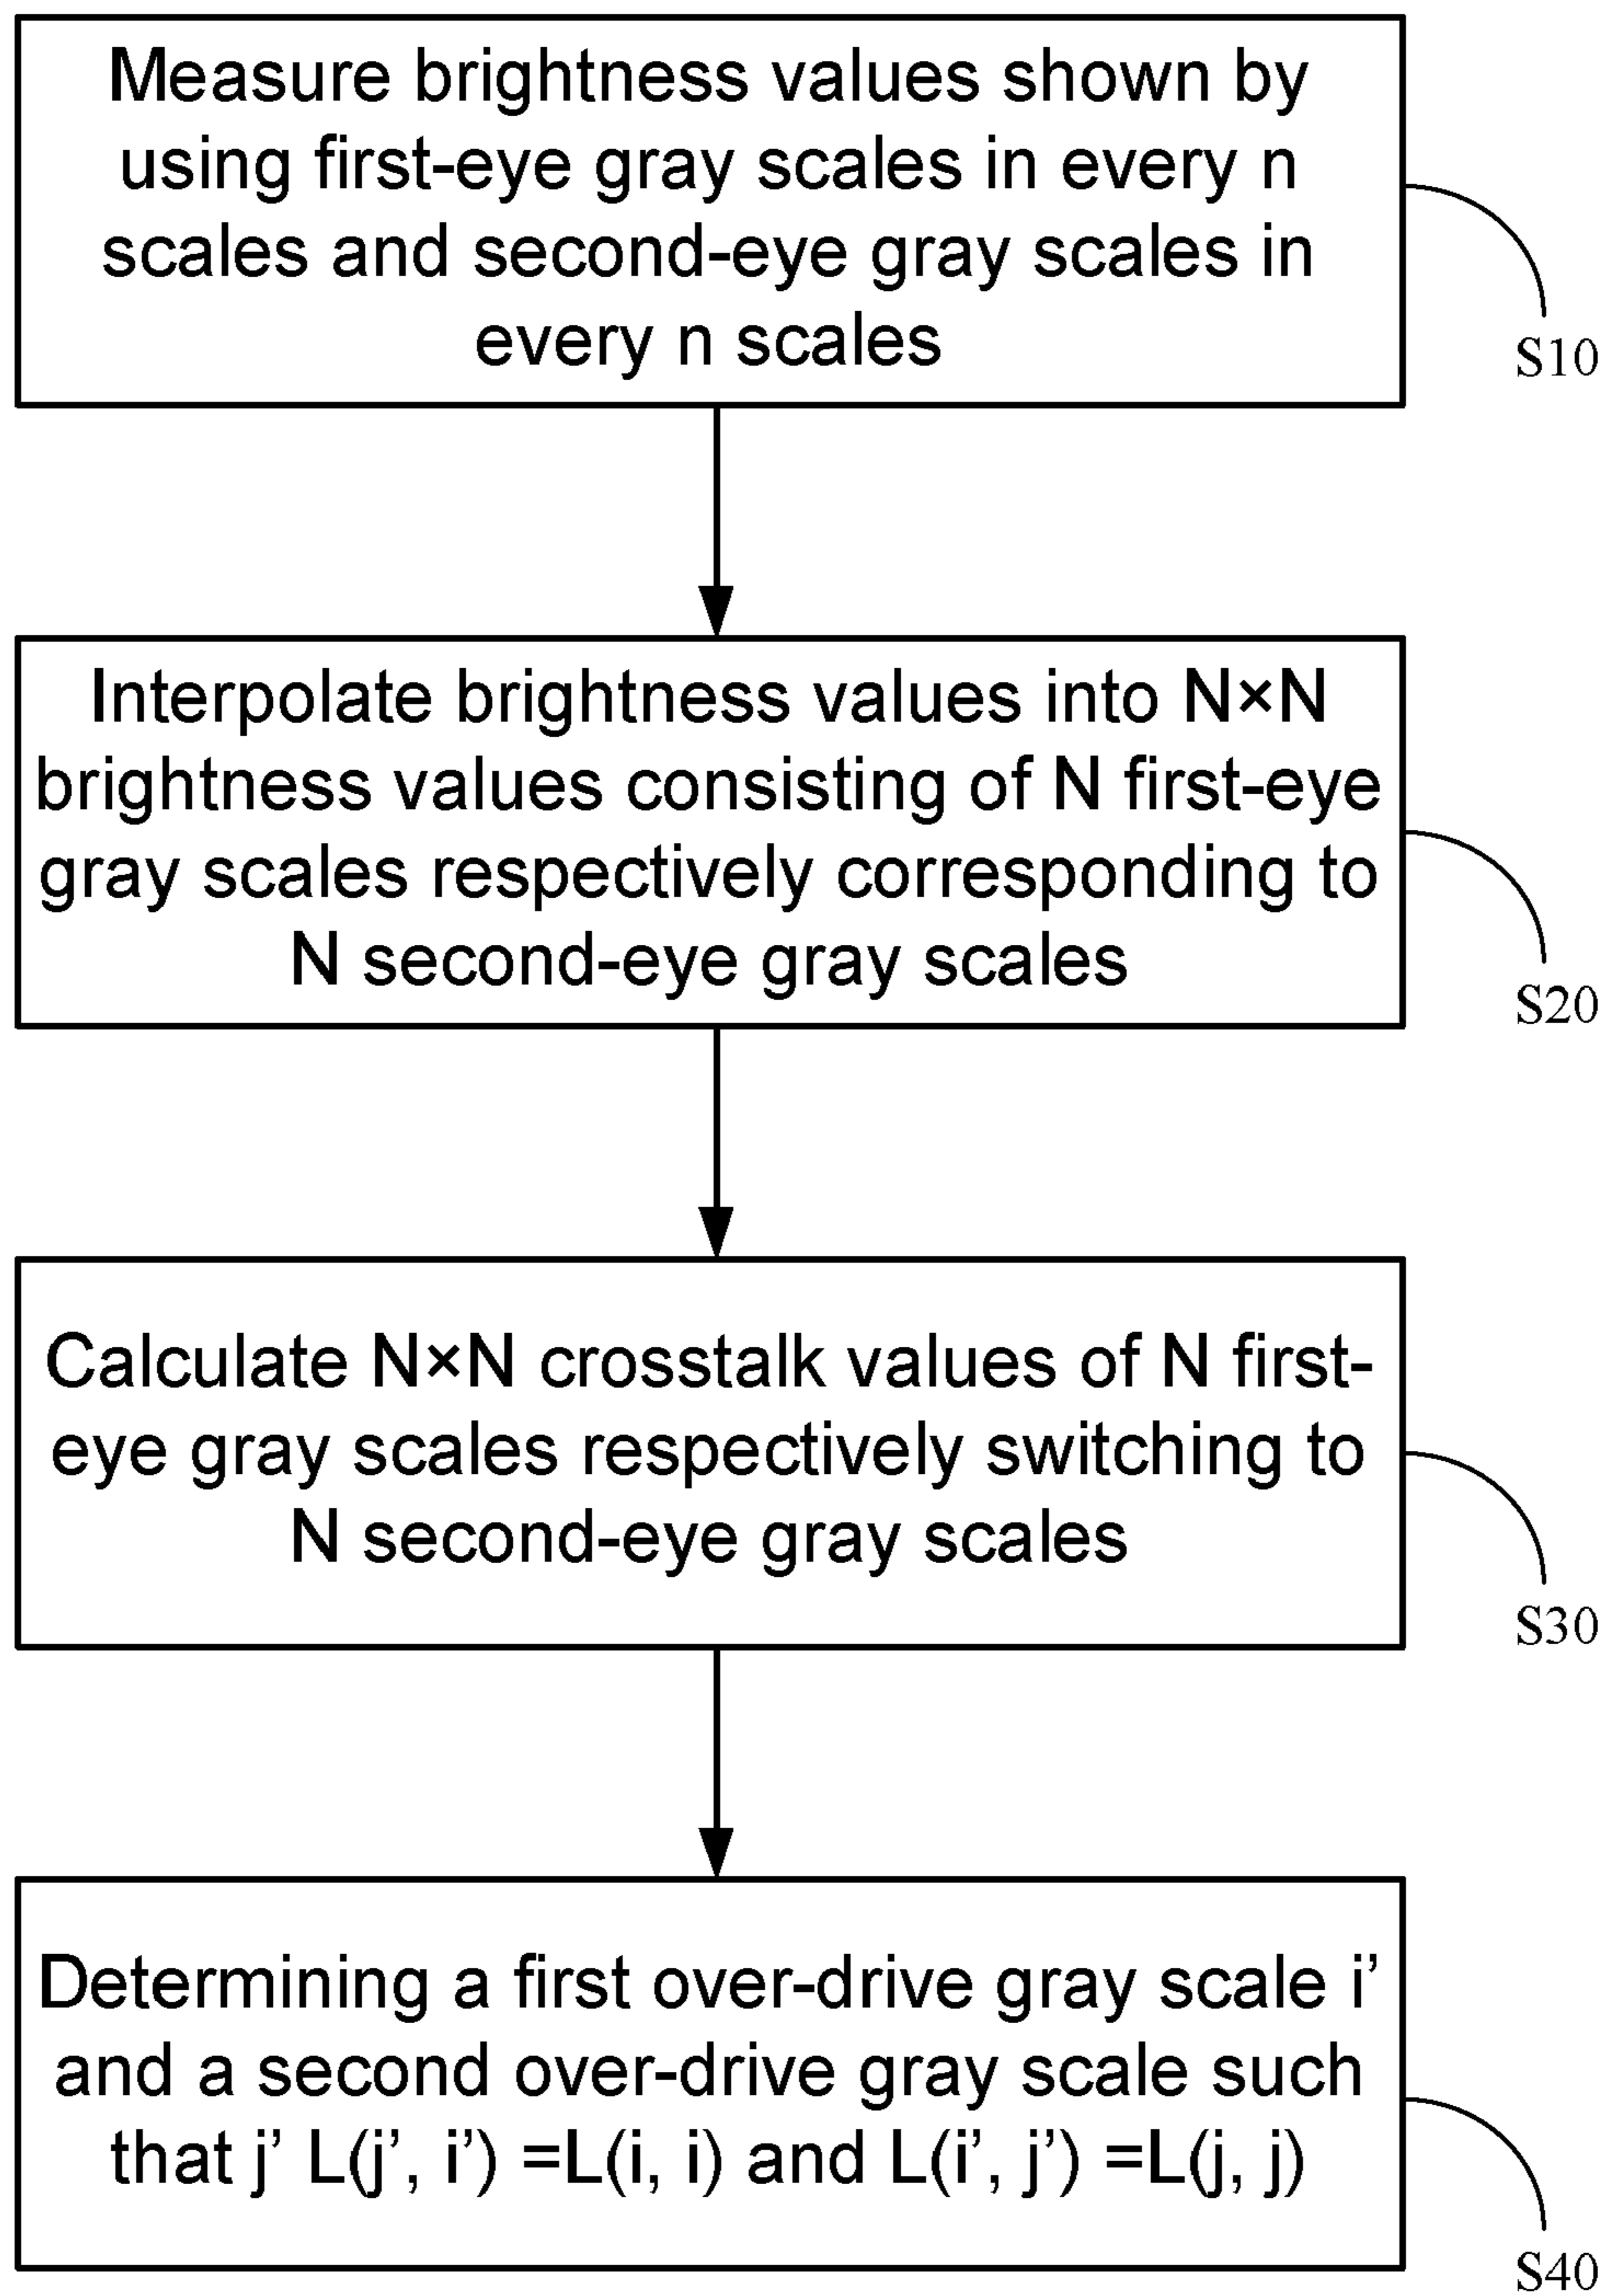 Measure brightness values shown by
using first-eye gray scales in every n
scales and second-eye gray scales in
every n scales
S10
Interpolate brightness values into N×N
brightness values consisting of N first-eye
gray scales respectively corresponding to
N second-eye gray scales
S20
Calculate N×N crosstalk values of N first-
eye gray scales respectively switching to
N second-eye gray scales
S30
Determining a first over-drive gray scale i’
and a second over-drive gray scale such
that j’ L(j’, i’) =L(i, i) and L(i’, j’) =L(j, j)
S40